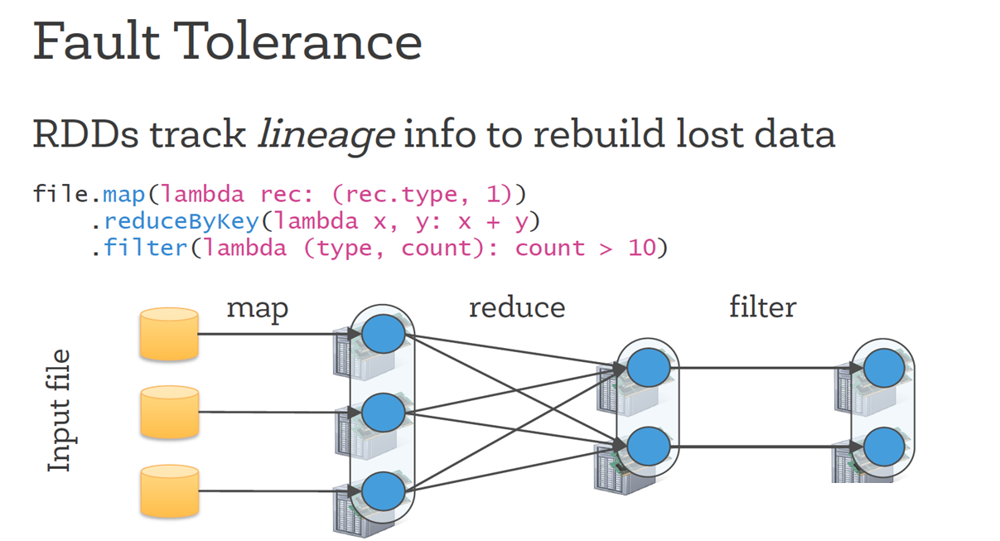 Fault Tolerance
RDDs track lineage info to rebuild lost data
file.map(lambda rec: (rec.type, 1))
    .reduceByKey(lambda x, y: x + y)
    .filter(lambda (type, count): count > 10)
map
reduce
filter
Input file